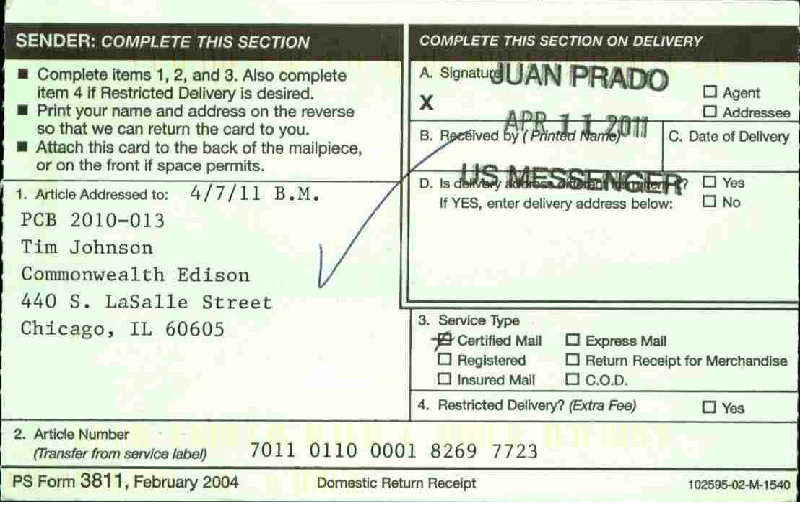 SENDER: COMPLETE THIS SECTION
■ Complete items 1, 2, and 3. Also complete
item 4 if Restricted Delivery is desired.
■ Print your name and address on the reverse
so that we can return the card to you.
■ Attach this card to the back of the mailpiece,
or on the front if space permits.
1. Article Addressed to: 4/7/11 B.M.
PCB 2010-013
Tim Johnson
Commonwealth Edison
440 S. LaSalle Street
Chicago, IL 60605
2. Article Number
(Transfer from service label) 7011 0110 0001 8269 7723
COMPLETE THIS SECTION ON DELIVERY
A. Signature
JUAN PRADO
X
☐ Agent
☐ Addressee
APR 11 2011
B. Received by (Printed Name)
C. Date of Delivery
US MESSENGER
D. Is delivery address different from item 1? ☐ Yes
If YES, enter delivery address below: ☐ No
3. Service Type
Certified Mail ☐ Express Mail
☐ Registered ☐ Return Receipt for Merchandise
☐ Insured Mail ☐ C.O.D.
4. Restricted Delivery? (Extra Fee) ☐ Yes
PS Form 3811, February 2004 Domestic Return Receipt 102595-02-M-1540